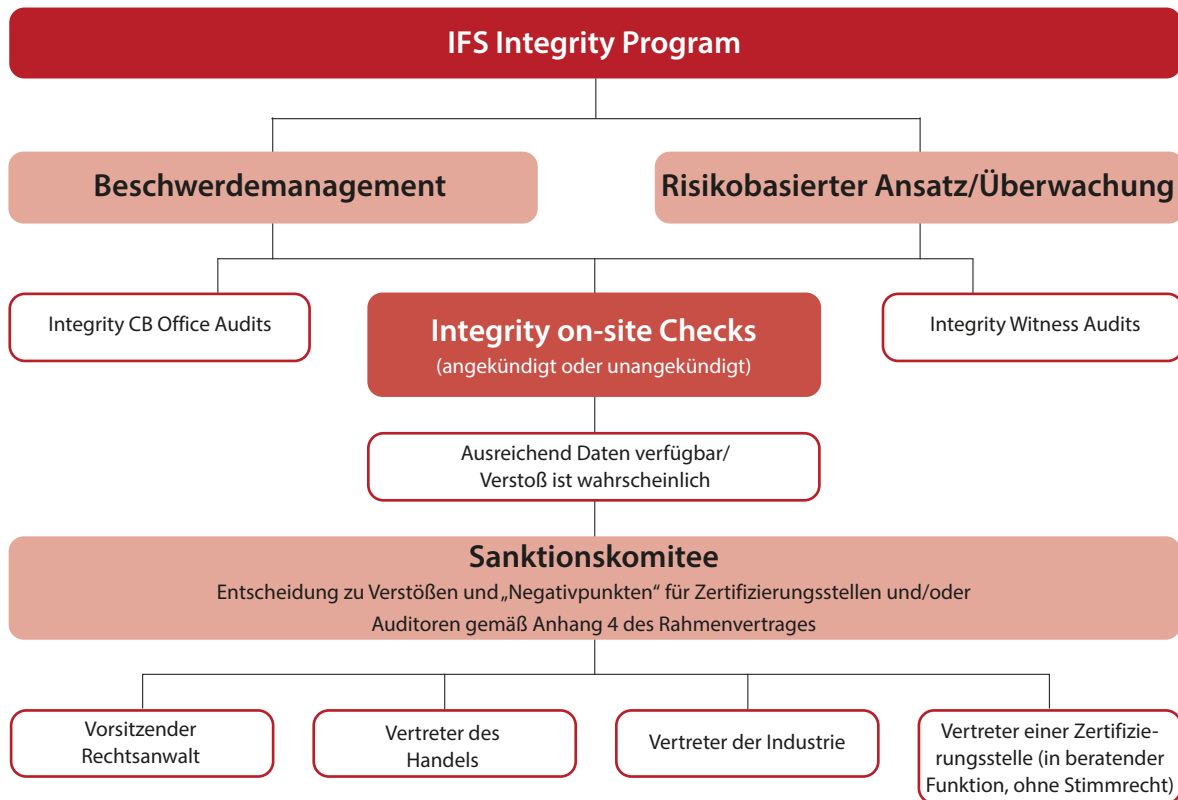 IFS Integrity Program
Beschwerdemanagement
Risikobasierter Ansatz/Überwachung
Integrity CB Office Audits
Integrity on-site Checks
(angekündigt oder unangekündigt)
Integrity Witness Audits
Ausreichend Daten verfügbar/
Verstoß ist wahrscheinlich
Sanktionskomitee
Entscheidung zu Verstößen und „Negativpunkten“ für Zertifizierungsstellen und/oder
Auditoren gemäß Anhang 4 des Rahmenvertrages
Vorsitzender
Rechtsanwalt
Vertreter des
Handels
Vertreter der Industrie
Vertreter einer Zertifizie-
rungsstelle (in beratender
Funktion, ohne Stimmrecht)